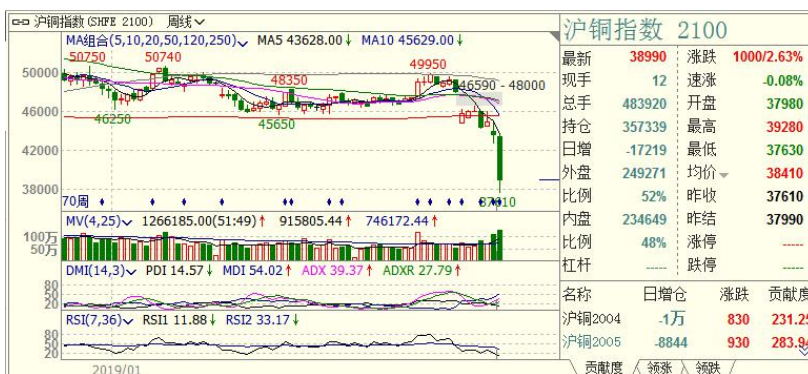 沪铜指数(SHFE 2100) 周线
MA组合(5,10,20,50,120,250) MA5 43628.00↓ MA10 45629.00↓
50750 50740 49950
50000
48350 46590 - 48000
46000
46250 45650
42000
38000
70周
MV(4,25) 1266185.00(51:49)↑ 915805.44↑ 746172.44↑
100万
50万
DMI(14,3) PDI 14.57↓ MDI 54.02↑ ADX 39.37↑ ADXR 27.79↑
80
60
40
20
RSI(7,36) RSI1 11.88↓ RSI2 33.17↓
80
50
20
2019/01
沪铜指数 2100
最新 38990 涨跌 1000/2.63%
现手 12 速涨 -0.08%
总手 483920 开盘 37980
持仓 357339 最高 39280
日增 -17219 最低 37630
外盘 249271 均价 38410
比例 52% 昨收 37610
内盘 234649 昨结 37990
比例 48% 涨停 -----
杠杆 ----- 跌停 -----
名称 日增仓 涨跌 贡献度
沪铜2004 -1万 830 231.25
沪铜2005 -8844 930 283.9
贡献度 领涨 领跌